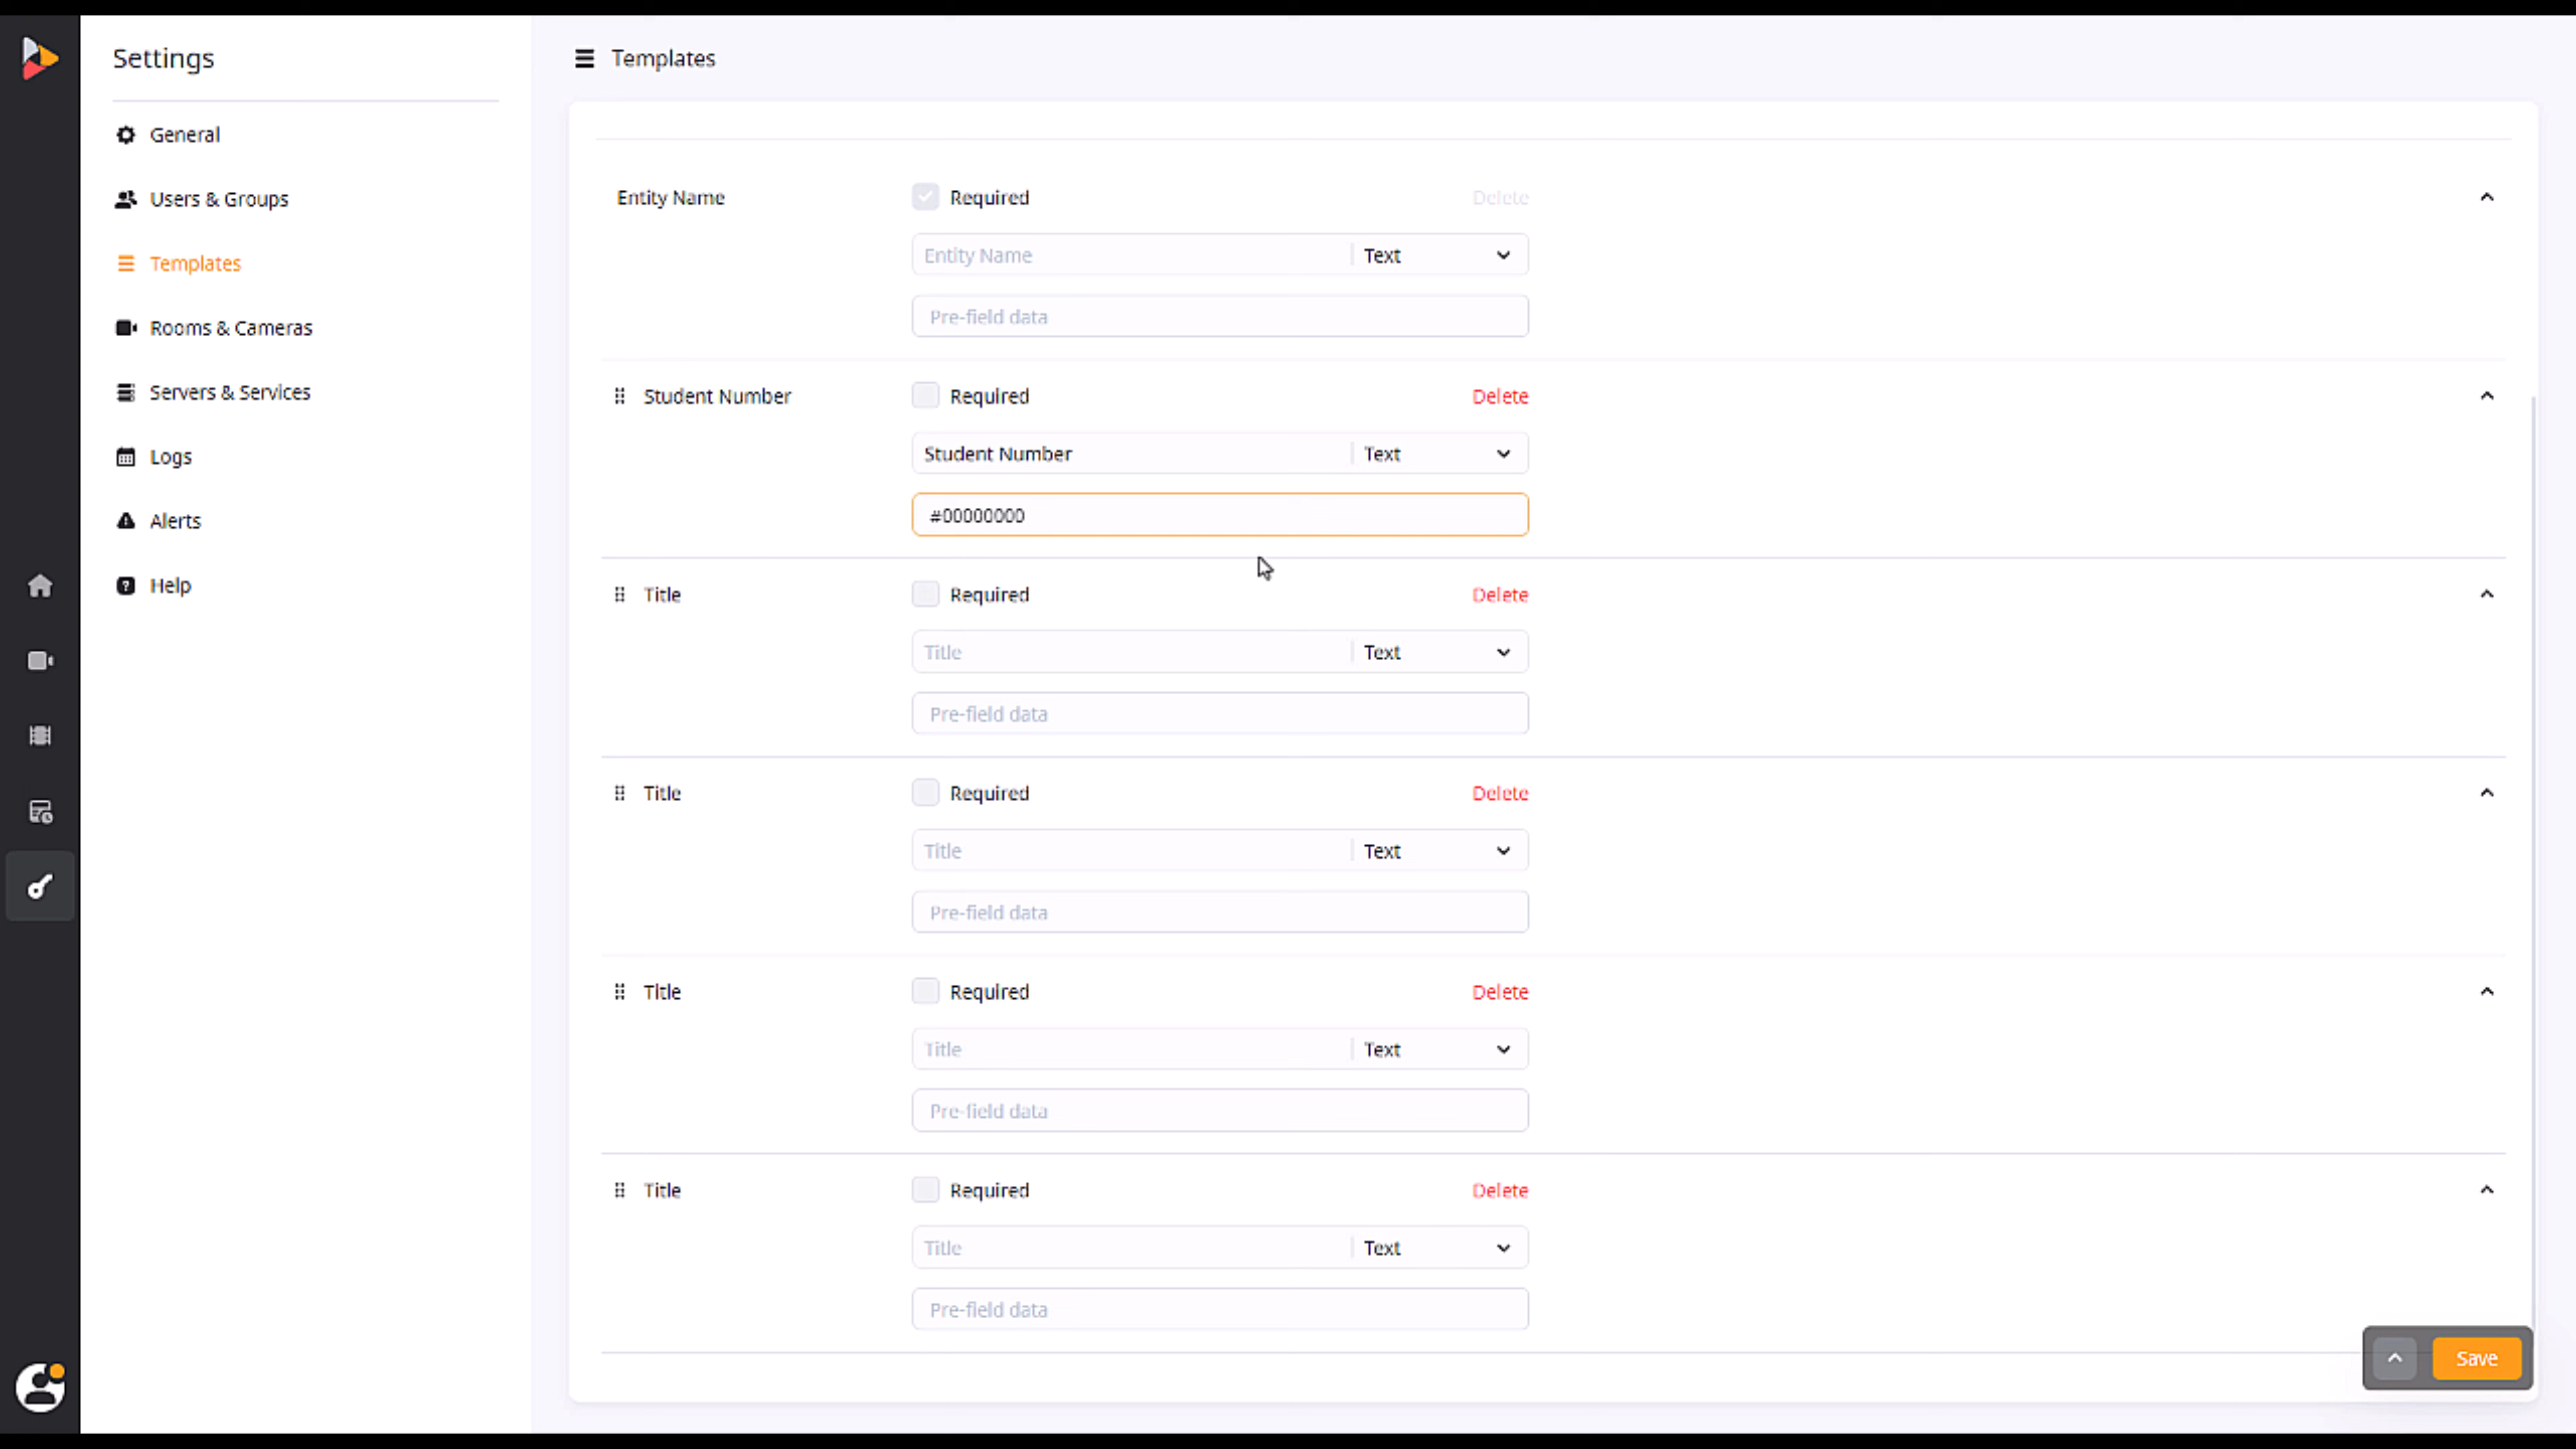 Settings
General
Users & Groups
Templates
Rooms & Cameras
Servers & Services
Logs
Alerts
Help
Templates
Entity Name Required Delete
Entity Name Text
Pre-field data
Student Number Required Delete
Student Number Text
#00000000
Title Required Delete
Title Text
Pre-field data
Title Required Delete
Title Text
Pre-field data
Title Required Delete
Title Text
Pre-field data
Title Required Delete
Title Text
Pre-field data
Save